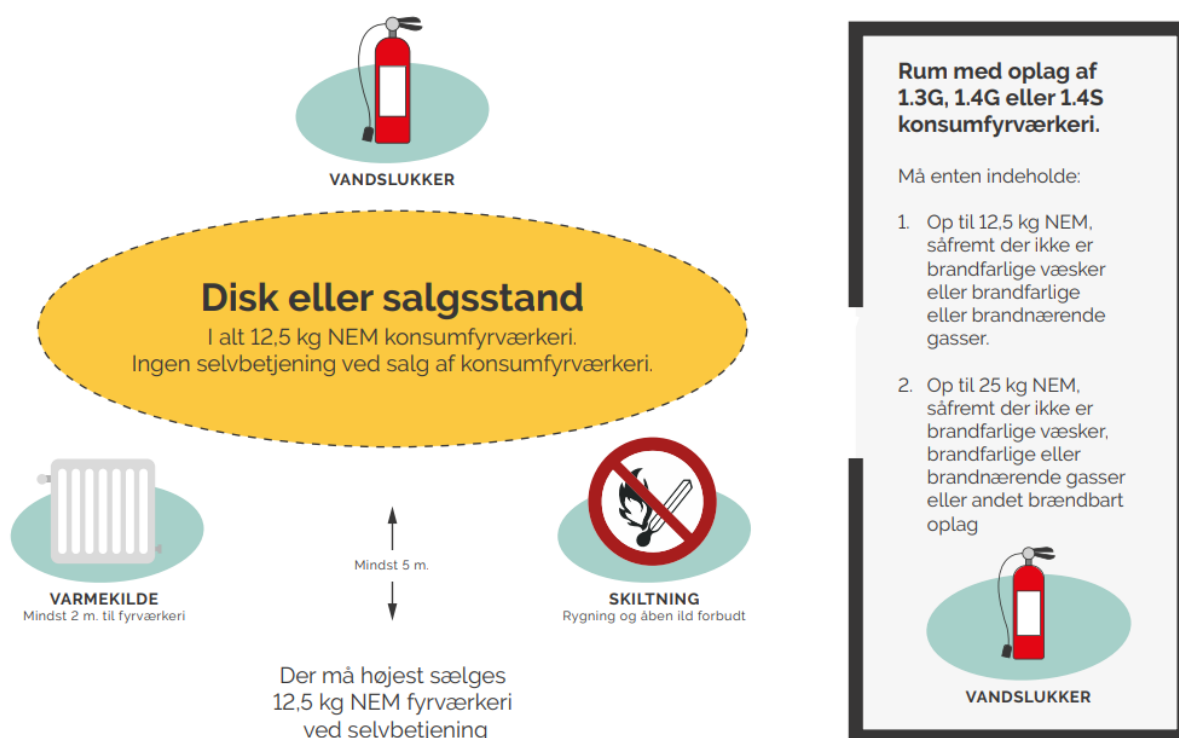 VANDSLUKKER
Disk eller salgsstand
I alt 12,5 kg NEM konsumfyrværkeri.
Ingen selvbetjening ved salg af konsumfyrværkeri.
VARMEKILDE
Mindst 2 m. til fyrværkeri
Mindst 5 m.
SKILTNING
Rygning og åben ild forbudt
Der må højest sælges
12,5 kg NEM fyrværkeri
ved selvbetjening
Rum med oplag af
1.3G, 1.4G eller 1.4S
konsumfyrværkeri.
Må enten indeholde:
1. Op til 12,5 kg NEM,
såfremt der ikke er
brandfarlige væsker
eller brandfarlige
eller brandnærende
gasser.
2. Op til 25 kg NEM,
såfremt der ikke er
brandfarlige væsker,
brandfarlige eller
brandnærende gasser
eller andet brændbart
oplag
VANDSLUKKER